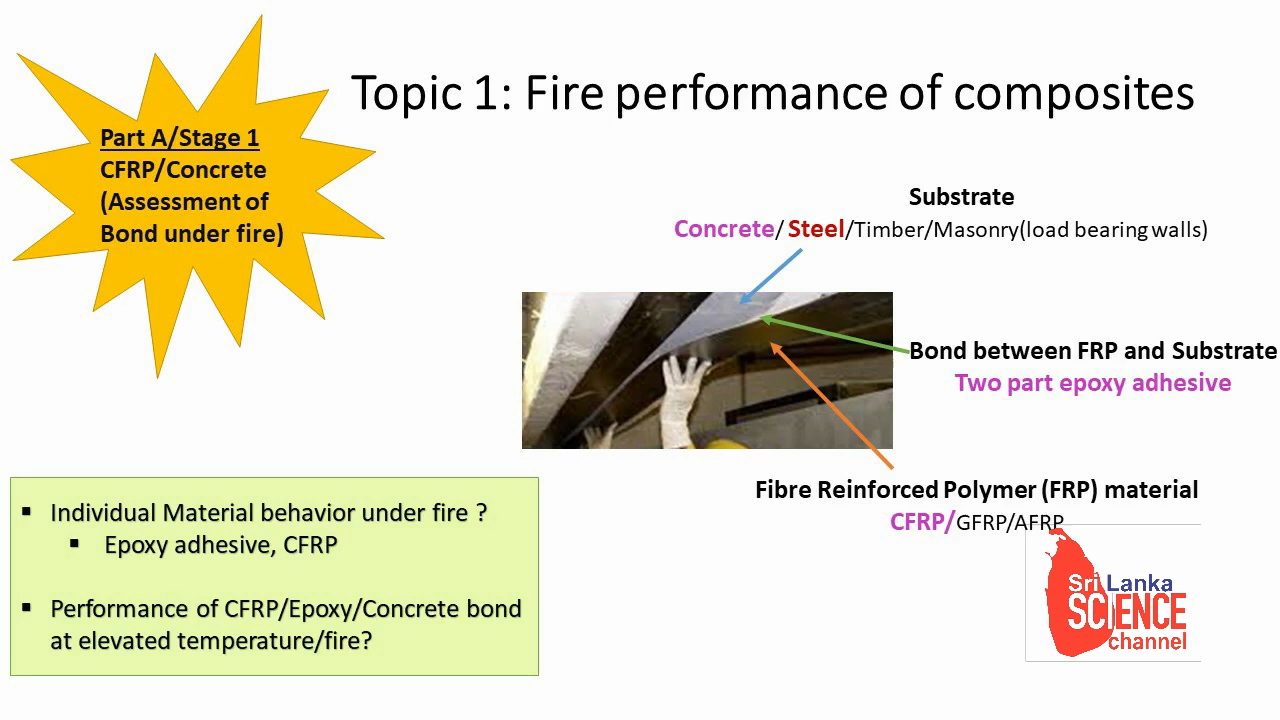 Topic 1: Fire performance of composites
Part A/Stage 1
CFRP/Concrete
(Assessment of
Bond under fire)
Substrate
Concrete/ Steel/Timber/Masonry(load bearing walls)
Bond between FRP and Substrate
Two part epoxy adhesive
Fibre Reinforced Polymer (FRP) material
CFRP/GFRP/AFRP
▪ Individual Material behavior under fire ?
▪ Epoxy adhesive, CFRP
▪ Performance of CFRP/Epoxy/Concrete bond
at elevated temperature/fire?
Sri Lanka
SCIENCE
channel